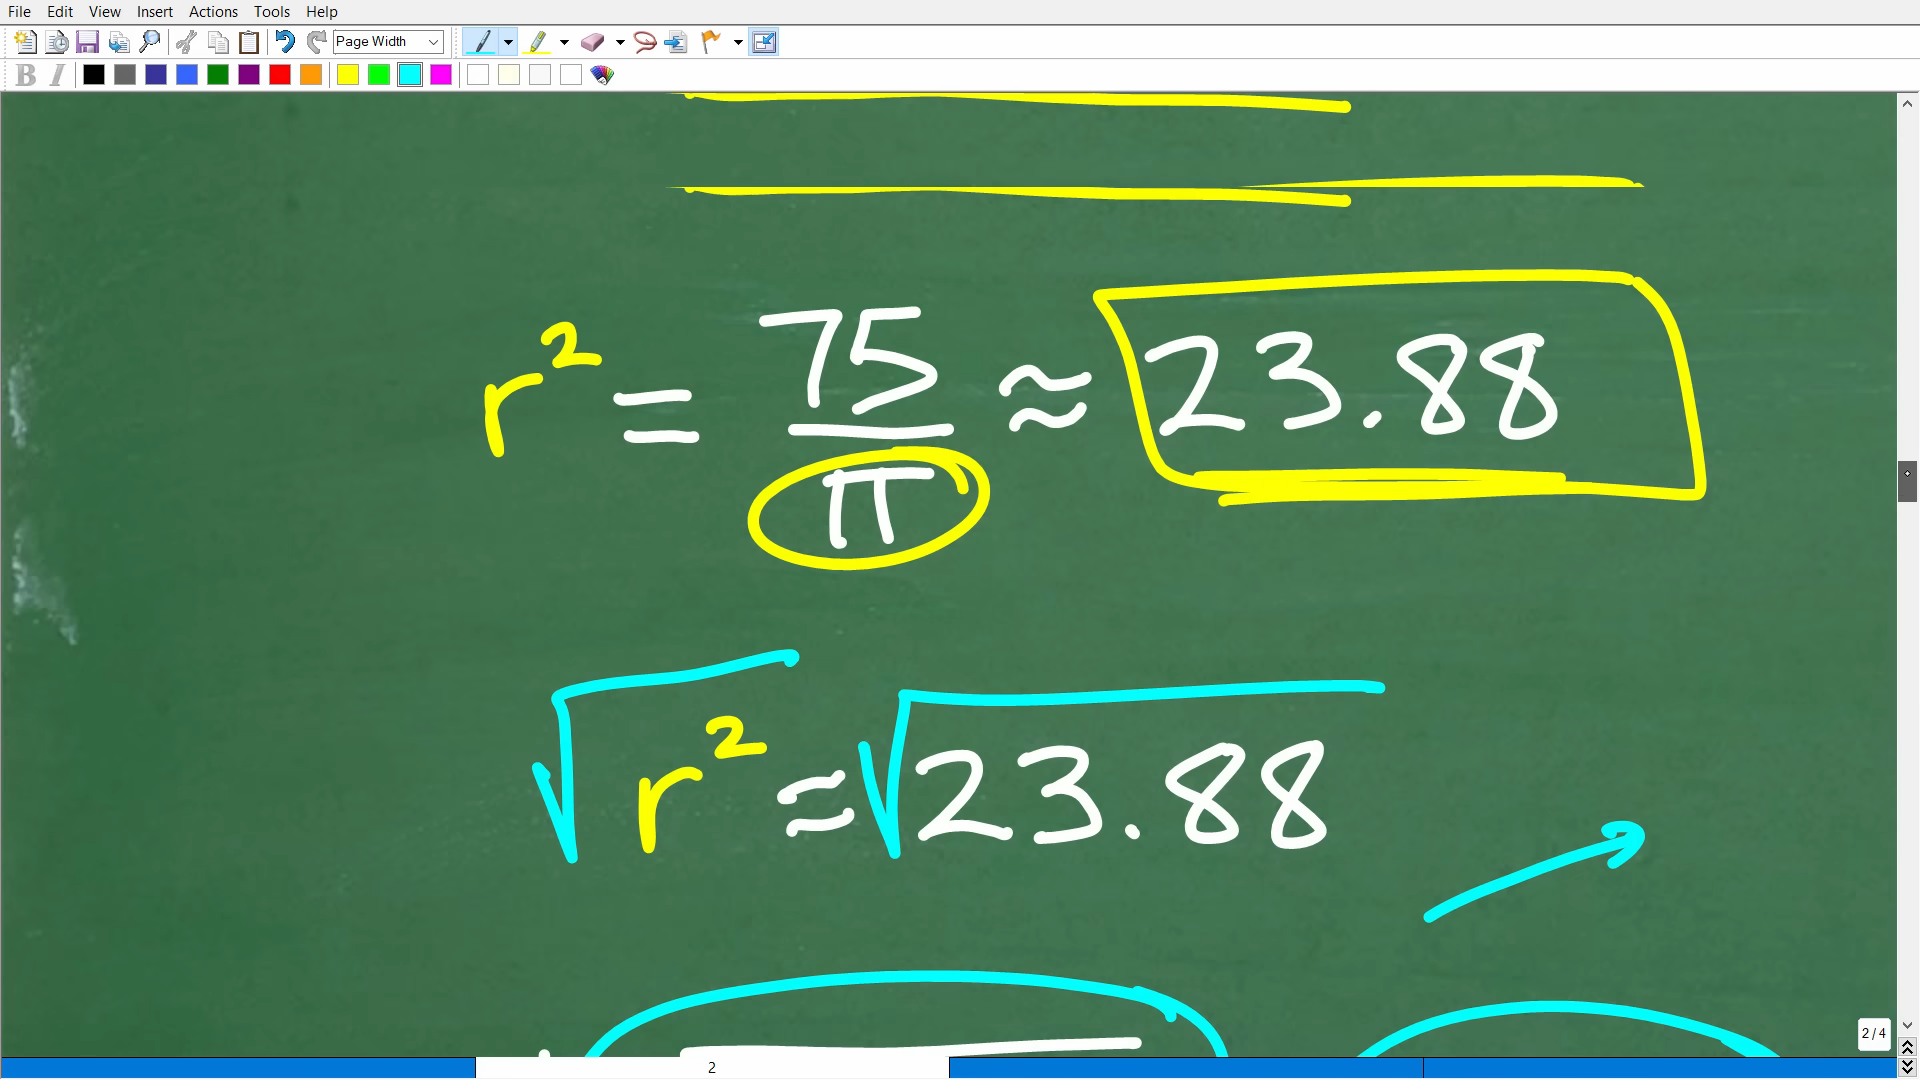 File Edit View Insert Actions Tools Help
Page Width
B I
r² = 75/π ≈ 23.88
√r² ≈ √23.88
2 / 4
2